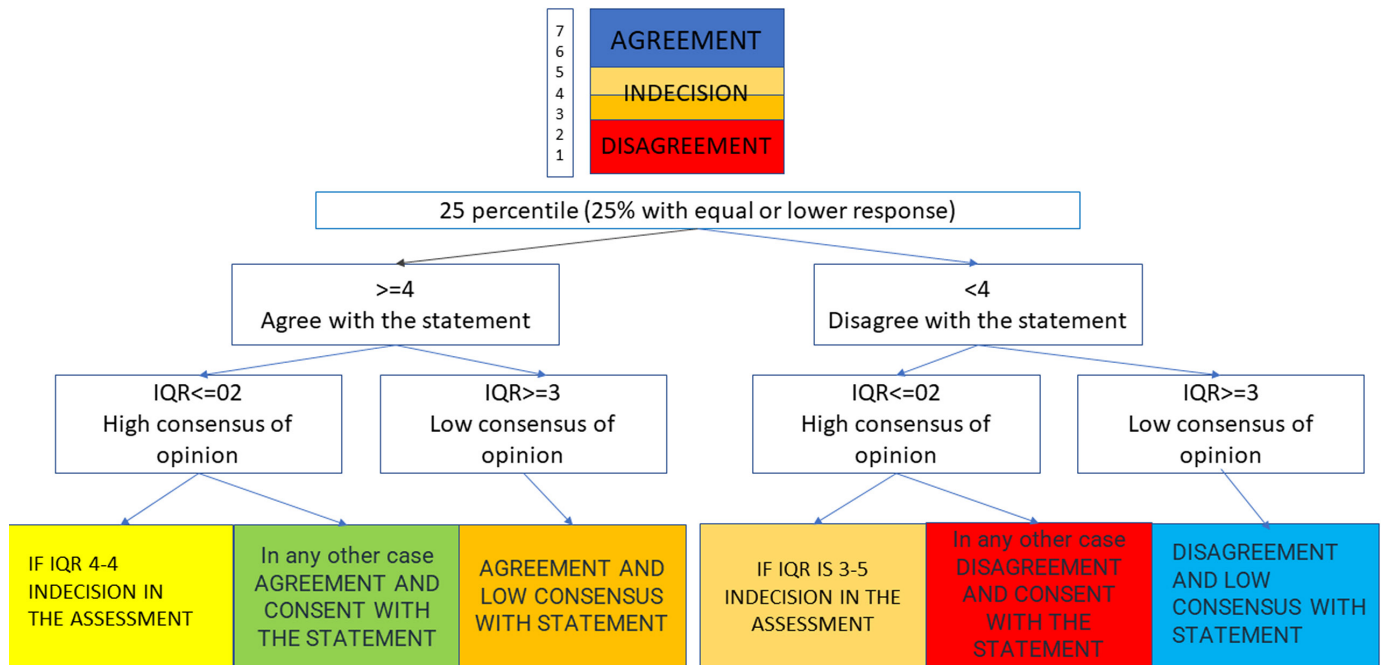 7
6
5
4
3
2
1
AGREEMENT
INDECISION
DISAGREEMENT
25 percentile (25% with equal or lower response)
>=4
Agree with the statement
<4
Disagree with the statement
IQR<=02
High consensus of
opinion
IQR>=3
Low consensus of
opinion
IQR<=02
High consensus of
opinion
IQR>=3
Low consensus of
opinion
IF IQR 4-4
INDECISION IN
THE ASSESSMENT
In any other case
AGREEMENT AND
CONSENT WITH
THE STATEMENT
AGREEMENT AND
LOW CONSENSUS
WITH STATEMENT
IF IQR IS 3-5
INDECISION IN THE
ASSESSMENT
In any other case
DISAGREEMENT
AND CONSENT
WITH THE
STATEMENT
DISAGREEMENT
AND LOW
CONSENSUS WITH
STATEMENT